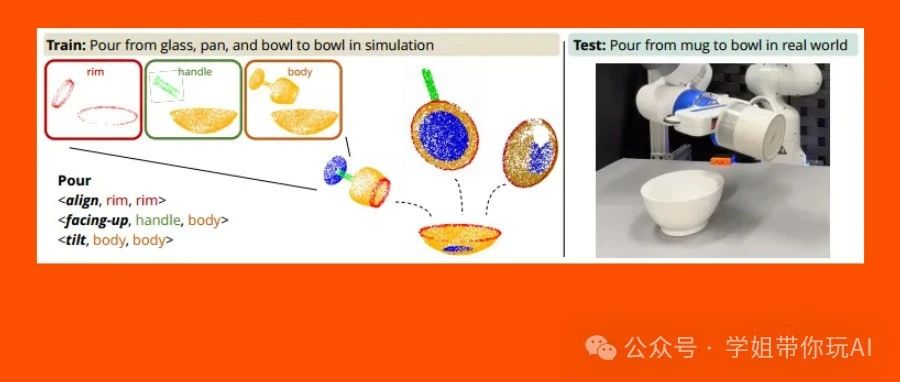 Train: Pour from glass, pan, and bowl to bowl in simulation
rim
handle
body
Pour
<align, rim, rim>
<facing-up, handle, body>
<tilt, body, body>
Test: Pour from mug to bowl in real world
公众号 · 学姐带你玩AI